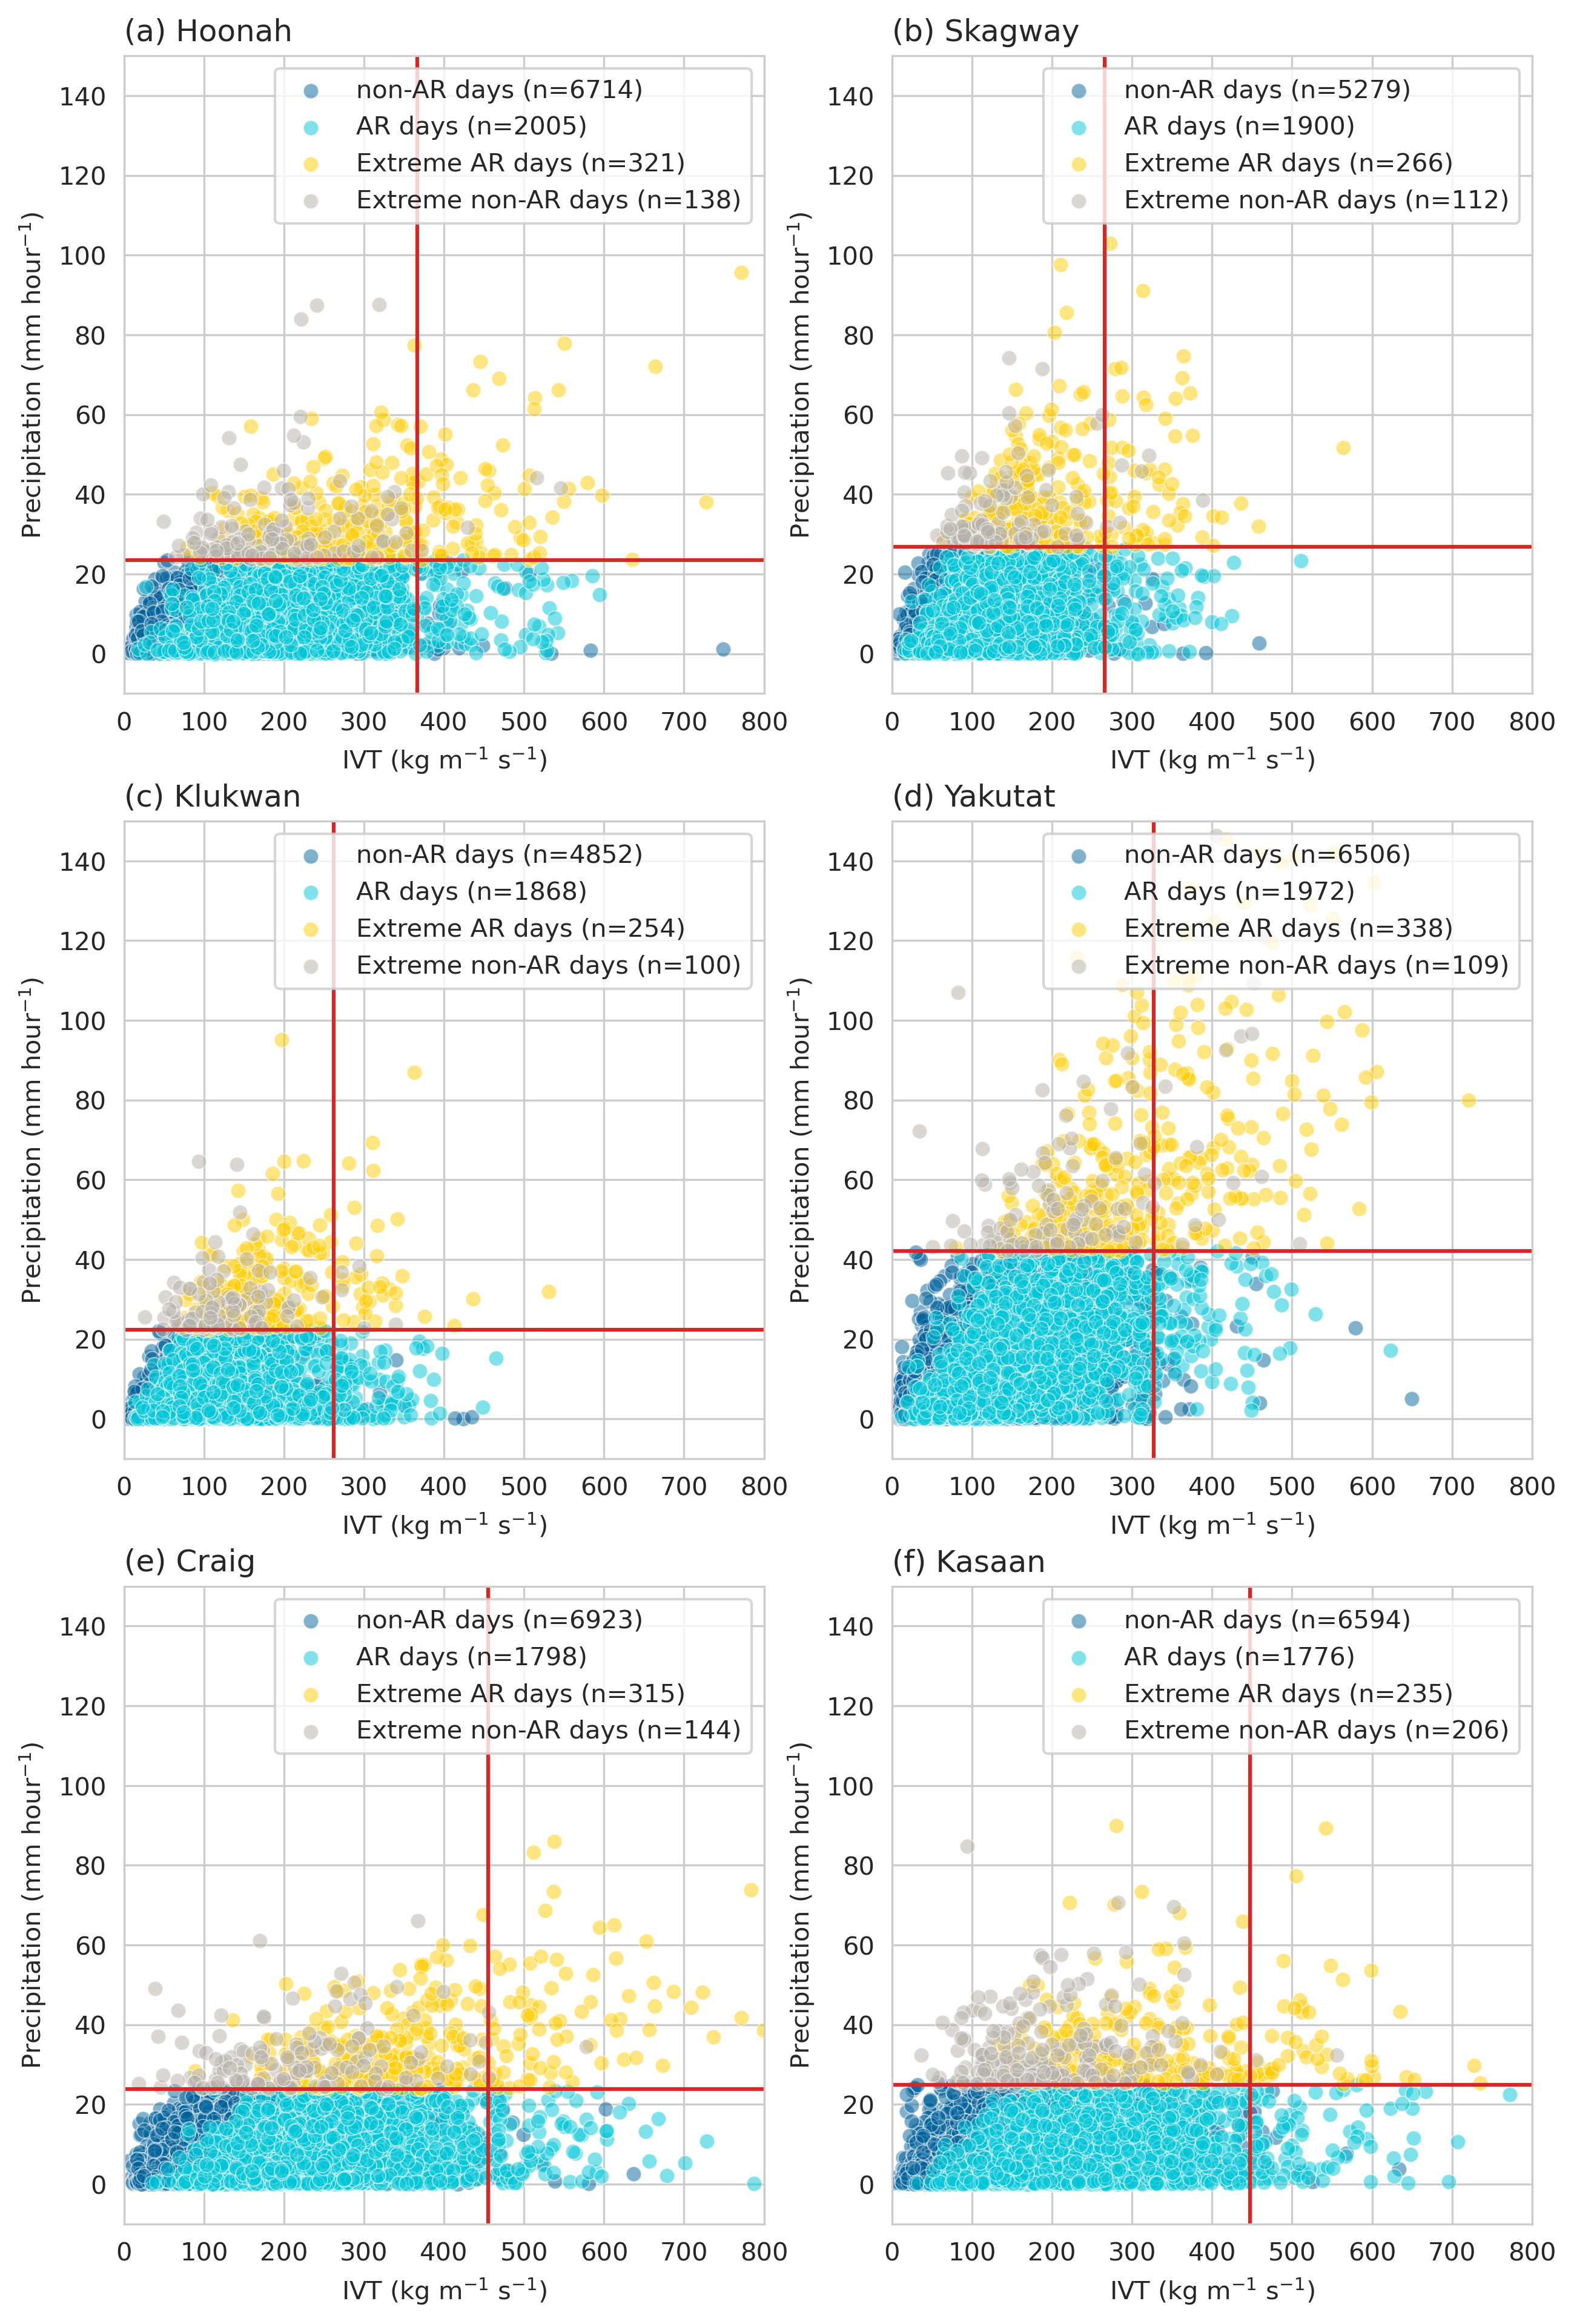 (a) Hoonah
non-AR days (n=6714)
AR days (n=2005)
Extreme AR days (n=321)
Extreme non-AR days (n=138)
140
120
100
80
60
40
20
0
Precipitation (mm hour⁻¹)
0 100 200 300 400 500 600 700 800
IVT (kg m⁻¹ s⁻¹)
(b) Skagway
non-AR days (n=5279)
AR days (n=1900)
Extreme AR days (n=266)
Extreme non-AR days (n=112)
140
120
100
80
60
40
20
0
Precipitation (mm hour⁻¹)
0 100 200 300 400 500 600 700 800
IVT (kg m⁻¹ s⁻¹)
(c) Klukwan
non-AR days (n=4852)
AR days (n=1868)
Extreme AR days (n=254)
Extreme non-AR days (n=100)
140
120
100
80
60
40
20
0
Precipitation (mm hour⁻¹)
0 100 200 300 400 500 600 700 800
IVT (kg m⁻¹ s⁻¹)
(d) Yakutat
non-AR days (n=6506)
AR days (n=1972)
Extreme AR days (n=338)
Extreme non-AR days (n=109)
140
120
100
80
60
40
20
0
Precipitation (mm hour⁻¹)
0 100 200 300 400 500 600 700 800
IVT (kg m⁻¹ s⁻¹)
(e) Craig
non-AR days (n=6923)
AR days (n=1798)
Extreme AR days (n=315)
Extreme non-AR days (n=144)
140
120
100
80
60
40
20
0
Precipitation (mm hour⁻¹)
0 100 200 300 400 500 600 700 800
IVT (kg m⁻¹ s⁻¹)
(f) Kasaan
non-AR days (n=6594)
AR days (n=1776)
Extreme AR days (n=235)
Extreme non-AR days (n=206)
140
120
100
80
60
40
20
0
Precipitation (mm hour⁻¹)
0 100 200 300 400 500 600 700 800
IVT (kg m⁻¹ s⁻¹)